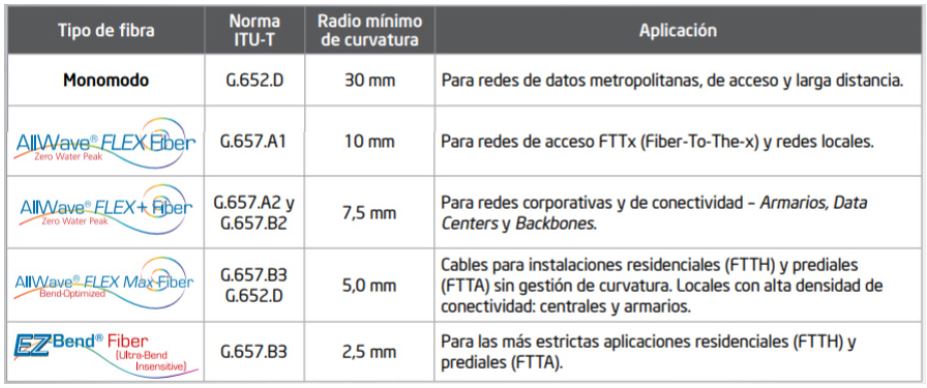 Tipo de fibra
Norma
ITU-T
Radio mínimo
de curvatura
Aplicación
Monomodo
G.652.D
30 mm
Para redes de datos metropolitanas, de acceso y larga distancia.
AllWave® FLEX Fiber
Zero Water Peak
G.657.A1
10 mm
Para redes de acceso FTTx (Fiber-To-The-x) y redes locales.
AllWave® FLEX+ Fiber
Zero Water Peak
G.657.A2 y
G.657.B2
7,5 mm
Para redes corporativas y de conectividad – Armarios, Data
Centers y Backbones.
AllWave® FLEX Max Fiber
Bend-Optimized
G.657.B3
G.652.D
5,0 mm
Cables para instalaciones residenciales (FTTH) y prediales
(FTTA) sin gestión de curvatura. Locales con alta densidad de
conectividad: centrales y armarios.
EZBend® Fiber
(Ultra-Bend
Insensitive)
G.657.B3
2,5 mm
Para las más estrictas aplicaciones residenciales (FTTH) y
prediales (FTTA).